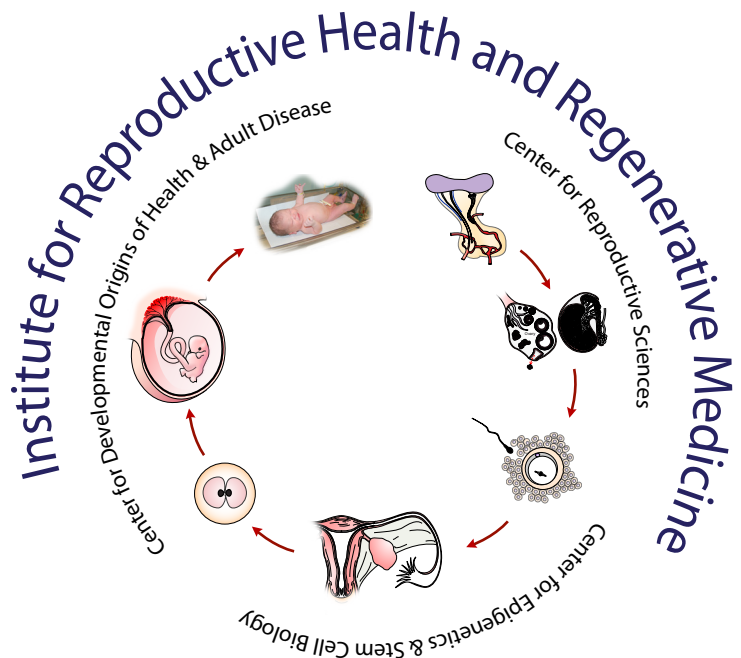 Institute for Reproductive Health and Regenerative Medicine
Center for Developmental Origins of Health & Adult Disease
Center for Reproductive Sciences
Center for Epigenetics & Stem Cell Biology